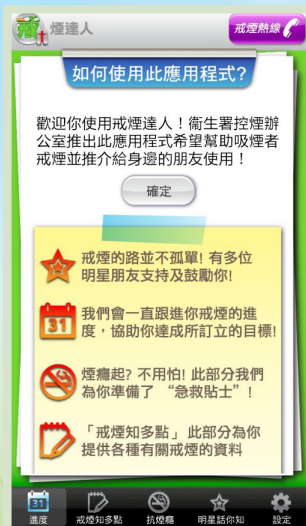 戒煙達人
戒煙熱線
如何使用此應用程式?
歡迎你使用戒煙達人！衞生署控煙辦
公室推出此應用程式希望幫助吸煙者
戒煙並推介給身邊的朋友使用！
確定
戒煙的路並不孤單! 有多位
明星朋友支持及鼓勵你!
31
我們會一直跟進你戒煙的進
度，協助你達成所訂立的目標!
煙癮起? 不用怕! 此部分我們
為你準備了 “急救貼士”!
「戒煙知多點」此部分為你
提供各種有關戒煙的資料
31
進度
戒煙知多點
抗煙癮
明星話你知
設定